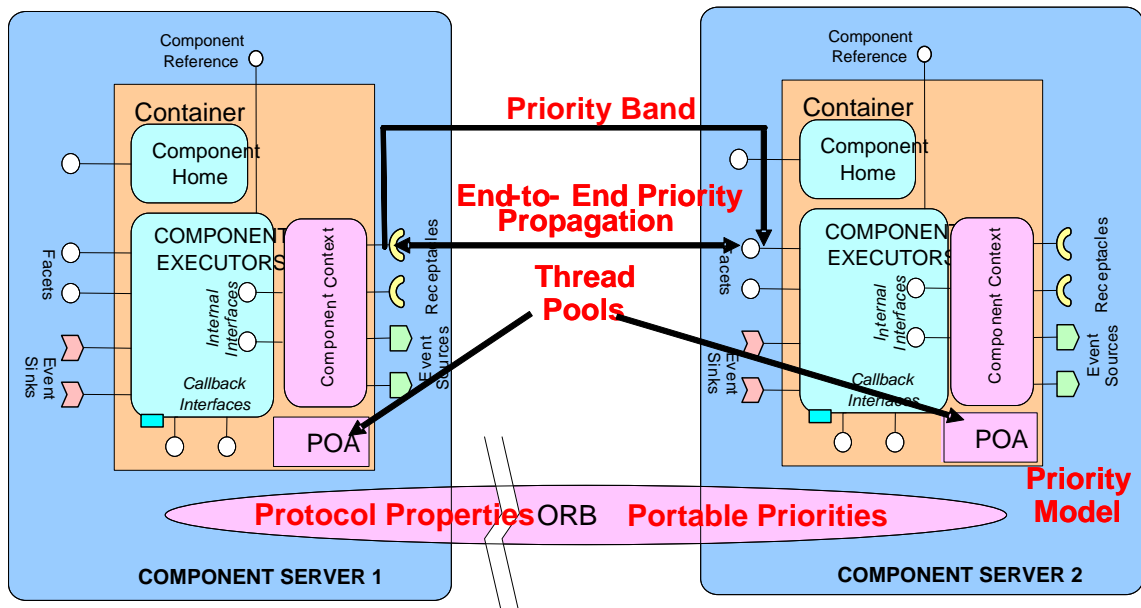 Component
Reference
Container
Component
Home
COMPONENT
EXECUTORS
Internal
Interfaces
Component Context
Callback
Interfaces
POA
Facets
Event
Sinks
Receptacles
Event
Sources
Priority Band
End-to- End Priority
Propagation
Thread
Pools
Component
Reference
Container
Component
Home
COMPONENT
EXECUTORS
Internal
Interfaces
Component Context
Callback
Interfaces
POA
Facets
Event
Sinks
Receptacles
Event
Sources
Priority
Model
Protocol Properties ORB Portable Priorities
COMPONENT SERVER 1
COMPONENT SERVER 2